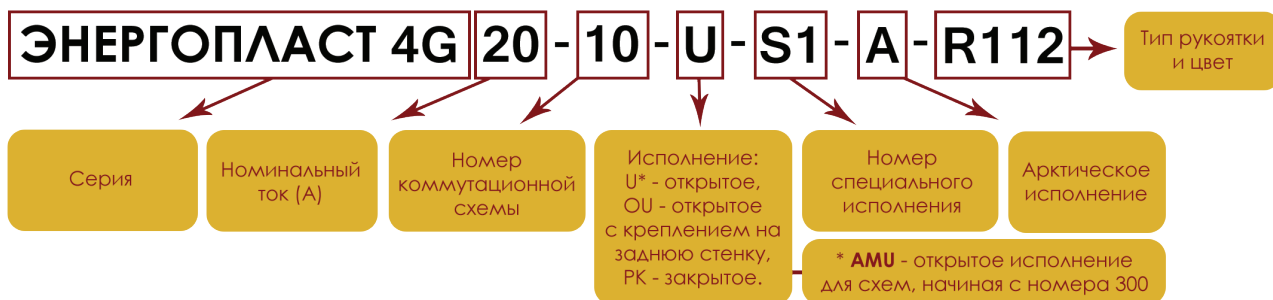 ЭНЕРГОПЛАСТ 4G 20 - 10 - U - S1 - A - R112
Тип рукоятки
и цвет
Серия
Номинальный
ток (А)
Номер
коммутационной
схемы
Исполнение:
U* - открытое,
OU - открытое
с креплением на
заднюю стенку,
РК - закрытое.
Номер
специального
исполнения
Арктическое
исполнение
* AMU - открытое исполнение
для схем, начиная с номера 300